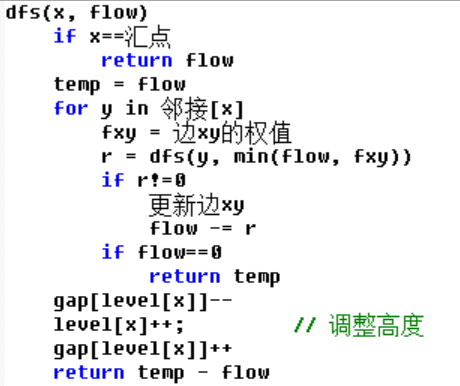 dfs(x, flow)
    if x==汇点
        return flow
    temp = flow
    for y in 邻接[x]
        fxy = 边xy的权值
        r = dfs(y, min(flow, fxy))
        if r!=0
            更新边xy
            flow -= r
        if flow==0
            return temp
    gap[level[x]]--
    level[x]++;         // 调整高度
    gap[level[x]]++
    return temp - flow